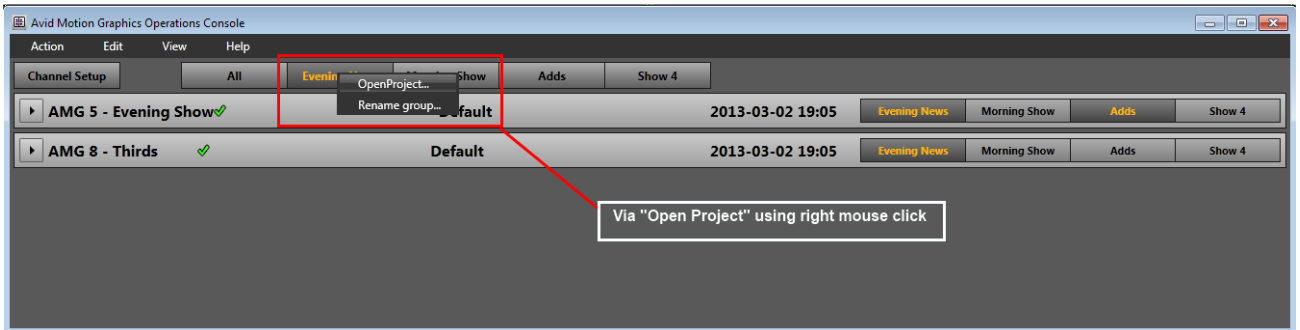 Avid Motion Graphics Operations Console
Action Edit View Help
Channel Setup All Evening Show Adds Show 4
OpenProject...
Rename group...
AMG 5 - Evening Show Default 2013-03-02 19:05 Evening News Morning Show Adds Show 4
AMG 8 - Thirds Default 2013-03-02 19:05 Evening News Morning Show Adds Show 4
Via "Open Project" using right mouse click